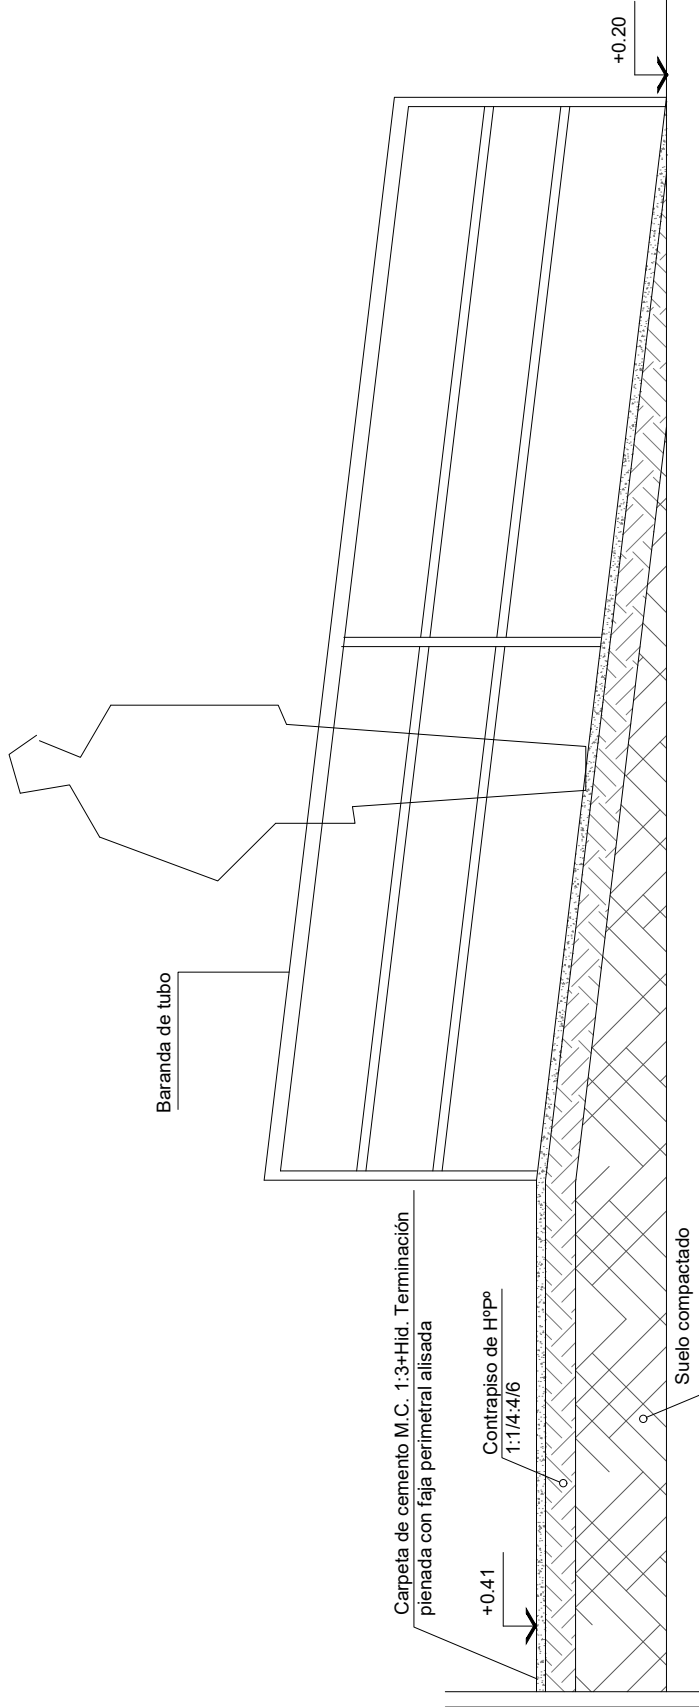 +0.20
Baranda de tubo
Carpeta de cemento M.C. 1:3+Hid. Terminación
pienada con faja perimetral alisada
Contrapiso de HºPº
1:1/4:4/6
+0.41
Suelo compactado